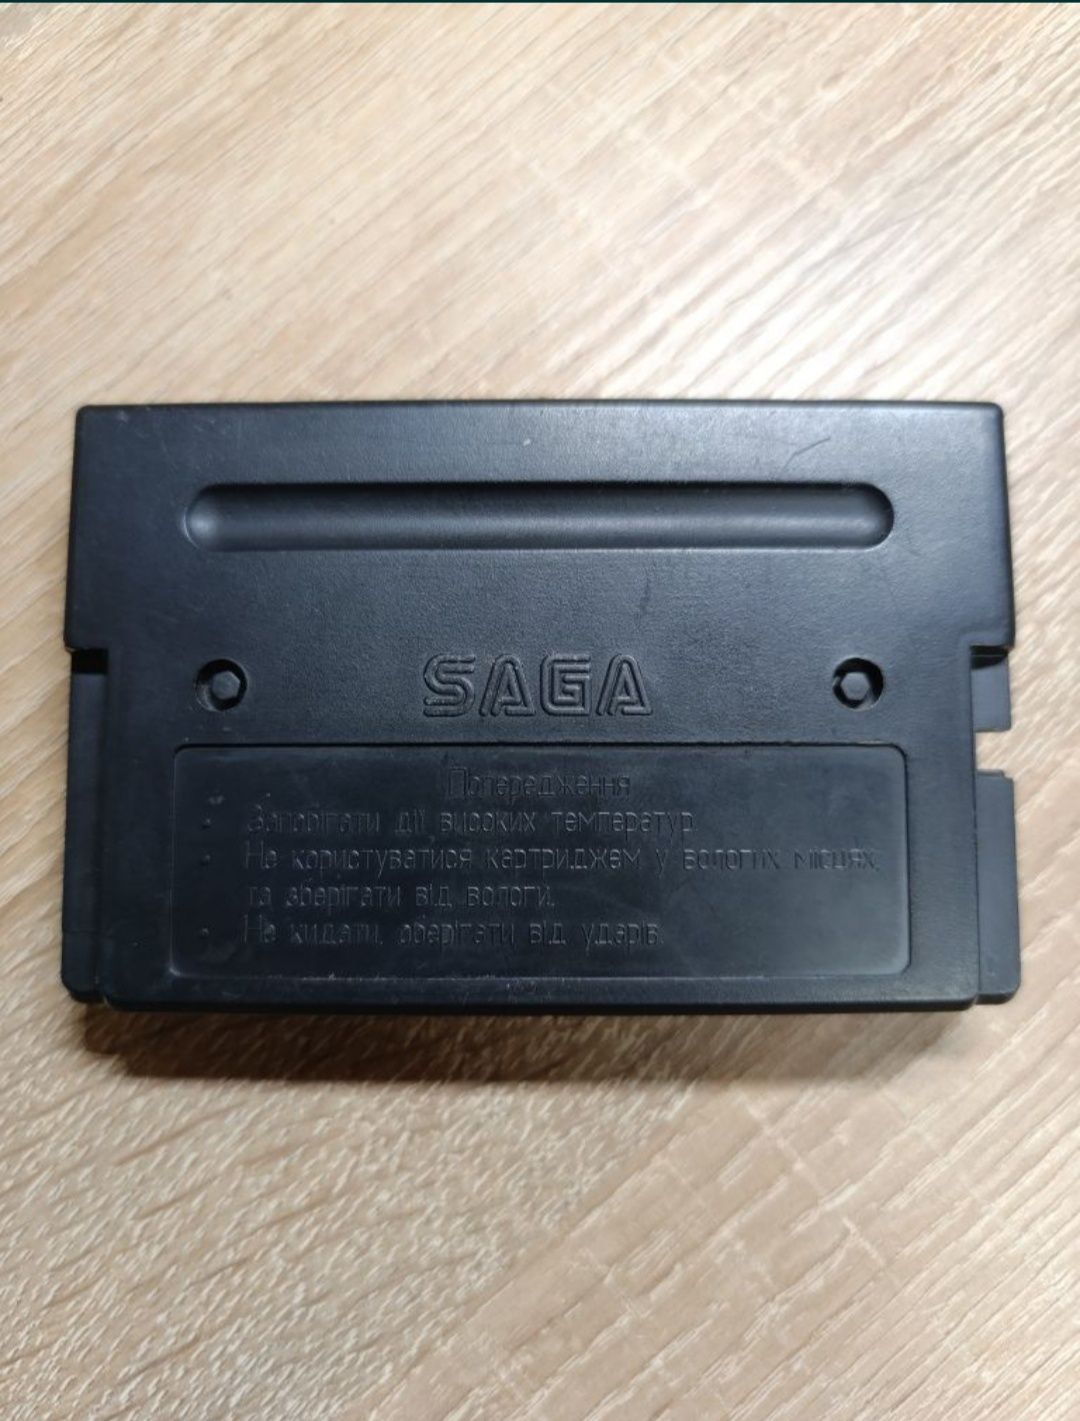 SAGA
Попередження
• Запобігати дії високих температур
• Не користуватися картриджем у вологих місцях,
та зберігати від вологи.
• Не кидати, оберігати від ударів.